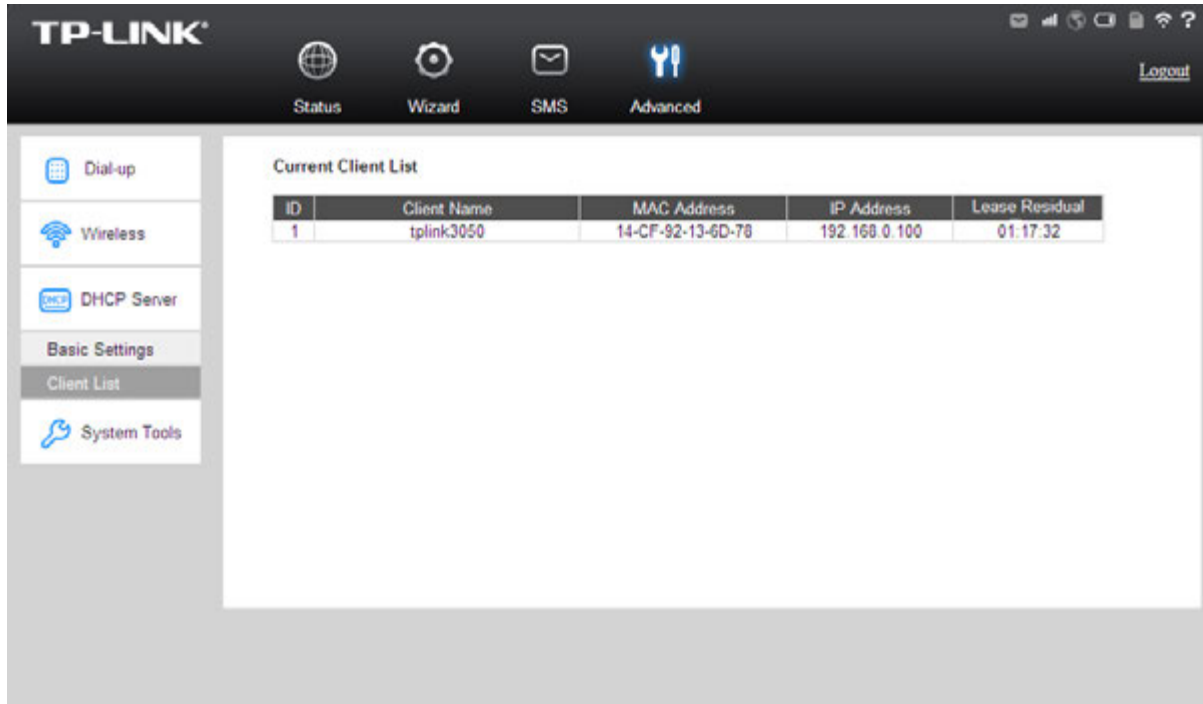 TP-LINK
Status Wizard SMS Advanced
Logout
Dial-up
Wireless
DHCP DHCP Server
Basic Settings
Client List
System Tools
Current Client List
ID Client Name MAC Address IP Address Lease Residual
1 tplink3050 14-CF-92-13-6D-78 192.168.0.100 01:17:32